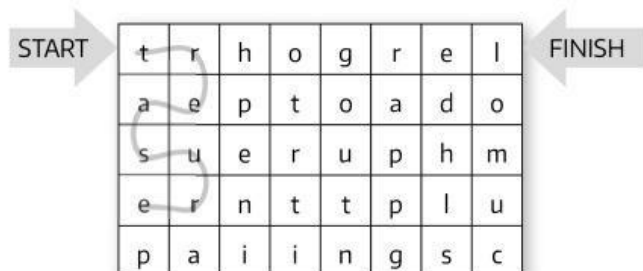 START t r h o g r e l FINISH
a e p t o a d o
s u e r u p h m
e r n t t p l u
p a i i n g s c